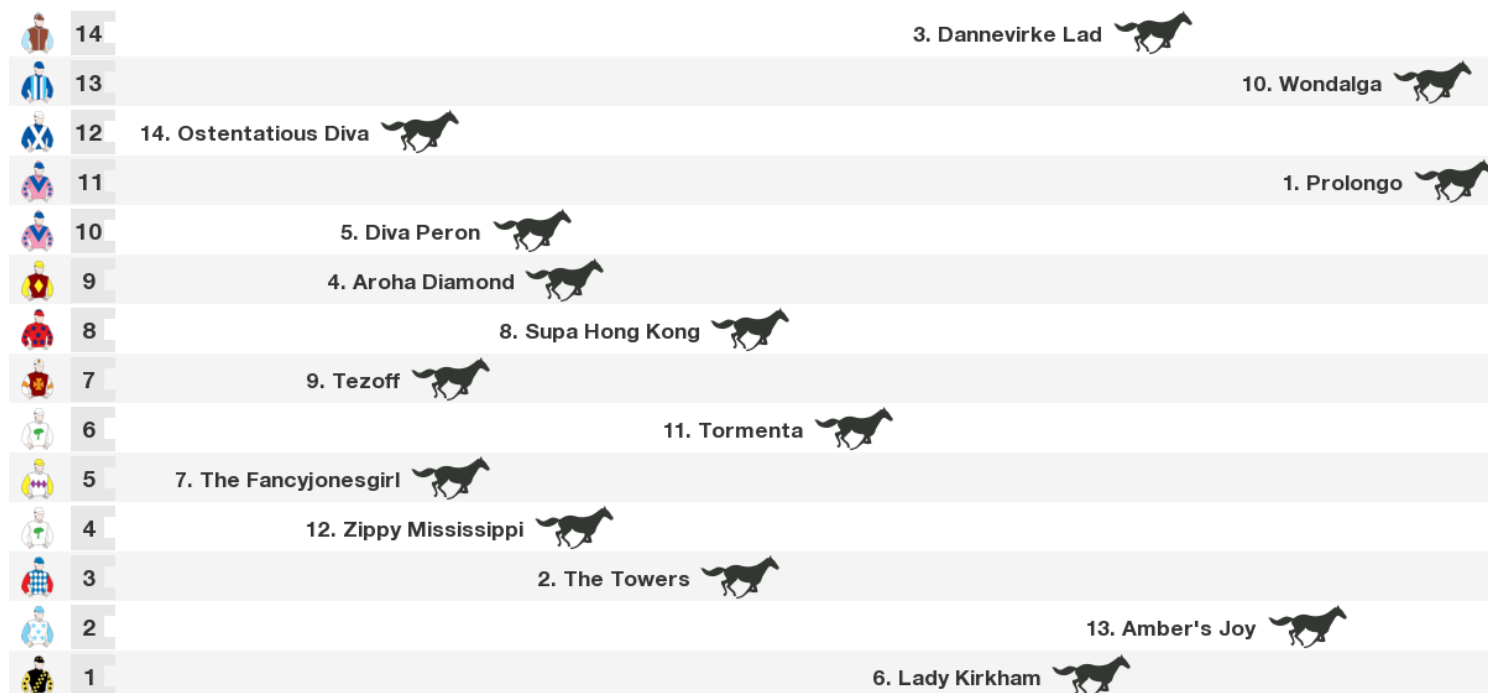 14 3. Dannevirke Lad
13 10. Wondalga
12 14. Ostentatious Diva
11 1. Prolongo
10 5. Diva Peron
9 4. Aroha Diamond
8 8. Supa Hong Kong
7 9. Tezoff
6 11. Tormenta
5 7. The Fancyjonesgirl
4 12. Zippy Mississippi
3 2. The Towers
2 13. Amber's Joy
1 6. Lady Kirkham